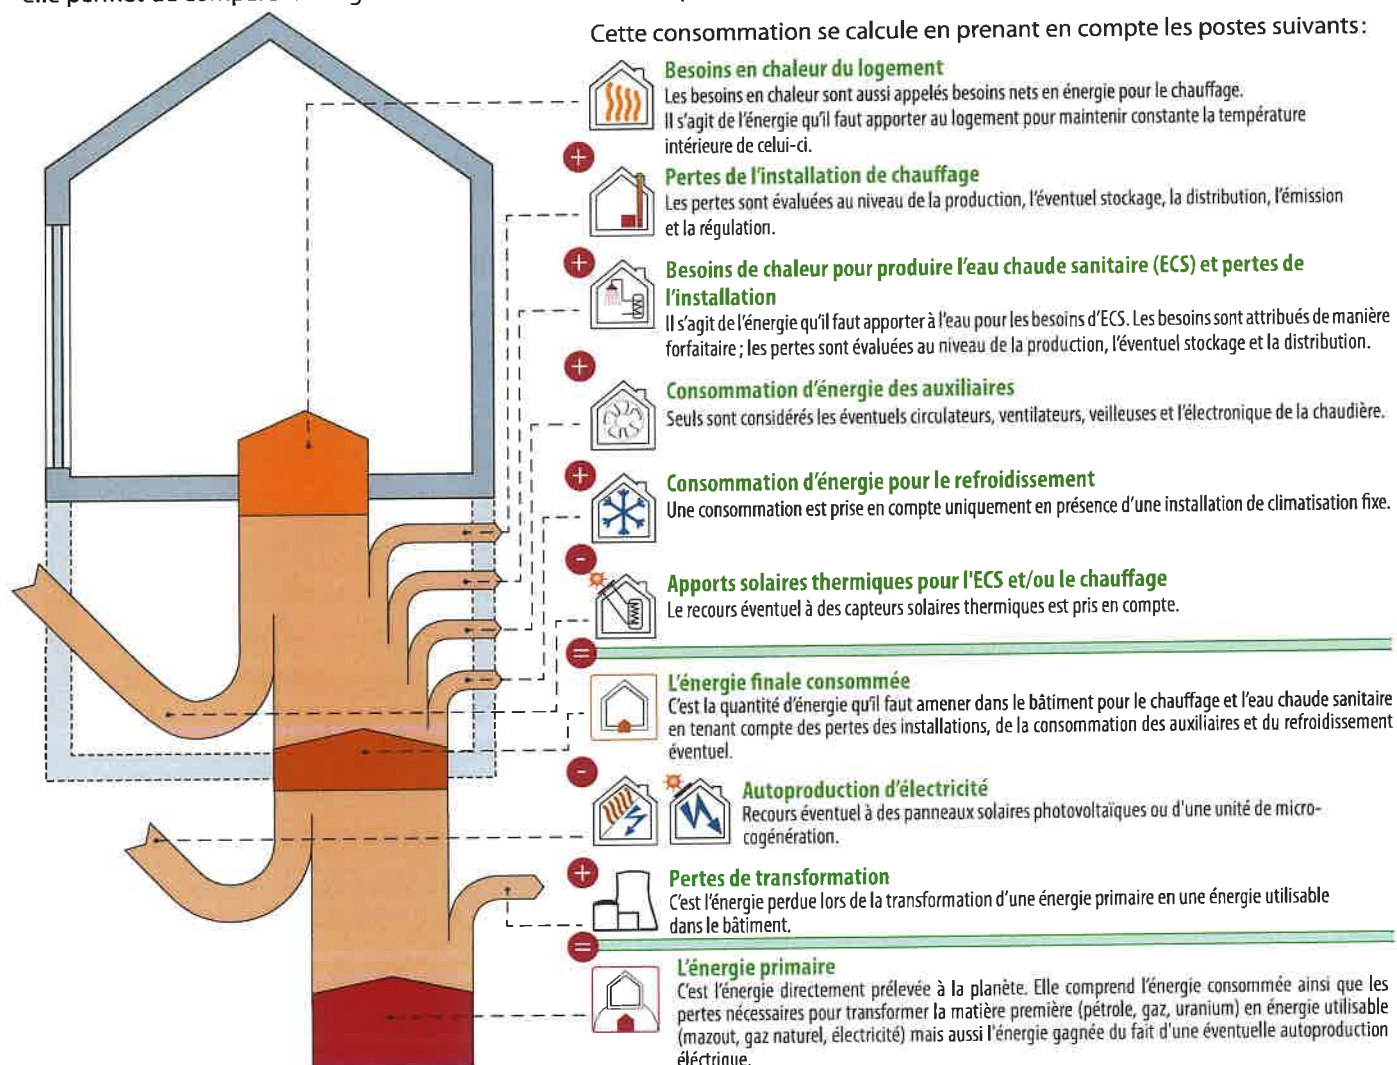 Cette consommation se calcule en prenant en compte les postes suivants:
Besoins en chaleur du logement
Les besoins en chaleur sont aussi appelés besoins nets en énergie pour le chauffage.
Il s'agit de l'énergie qu'il faut apporter au logement pour maintenir constante la température
intérieure de celui-ci.
+
Pertes de l'installation de chauffage
Les pertes sont évaluées au niveau de la production, l'éventuel stockage, la distribution, l'émission
et la régulation.
+
Besoins de chaleur pour produire l'eau chaude sanitaire (ECS) et pertes de
l'installation
Il s'agit de l'énergie qu'il faut apporter à l'eau pour les besoins d'ECS. Les besoins sont attribués de manière
forfaitaire ; les pertes sont évaluées au niveau de la production, l'éventuel stockage et la distribution.
+
Consommation d'énergie des auxiliaires
Seuls sont considérés les éventuels circulateurs, ventilateurs, veilleuses et l'électronique de la chaudière.
+
Consommation d'énergie pour le refroidissement
Une consommation est prise en compte uniquement en présence d'une installation de climatisation fixe.
-
Apports solaires thermiques pour l'ECS et/ou le chauffage
Le recours éventuel à des capteurs solaires thermiques est pris en compte.
=
L'énergie finale consommée
C'est la quantité d'énergie qu'il faut amener dans le bâtiment pour le chauffage et l'eau chaude sanitaire
en tenant compte des pertes des installations, de la consommation des auxiliaires et du refroidissement
éventuel.
-
Autoproduction d'électricité
Recours éventuel à des panneaux solaires photovoltaïques ou d'une unité de micro-
cogénération.
+
Pertes de transformation
C'est l'énergie perdue lors de la transformation d'une énergie primaire en une énergie utilisable
dans le bâtiment.
=
L'énergie primaire
C'est l'énergie directement prélevée à la planète. Elle comprend l'énergie consommée ainsi que les
pertes nécessaires pour transformer la matière première (pétrole, gaz, uranium) en énergie utilisable
(mazout, gaz naturel, électricité) mais aussi l'énergie gagnée du fait d'une éventuelle autoproduction
éléctrique.